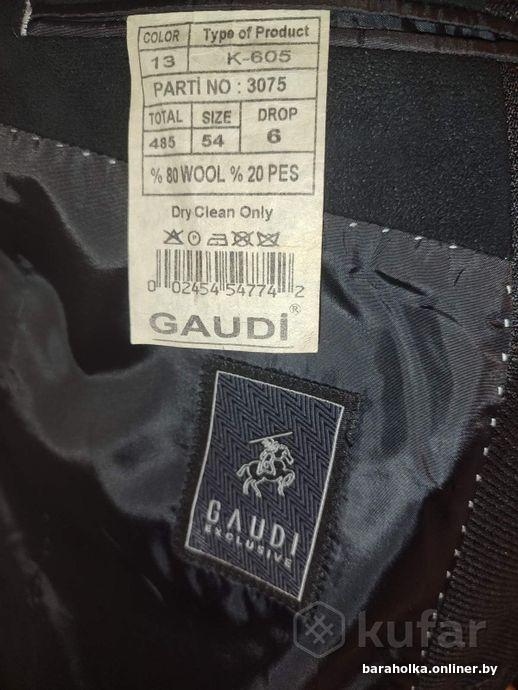 COLOR Type of Product
13 K-605
PARTİ NO : 3075
TOTAL SIZE DROP
485 54 6
% 80 WOOL % 20 PES
Dry Clean Only
0 02454 54774 2
GAUDİ®
GAUDI
EXCLUSIVE
kufar
baraholka.onliner.by